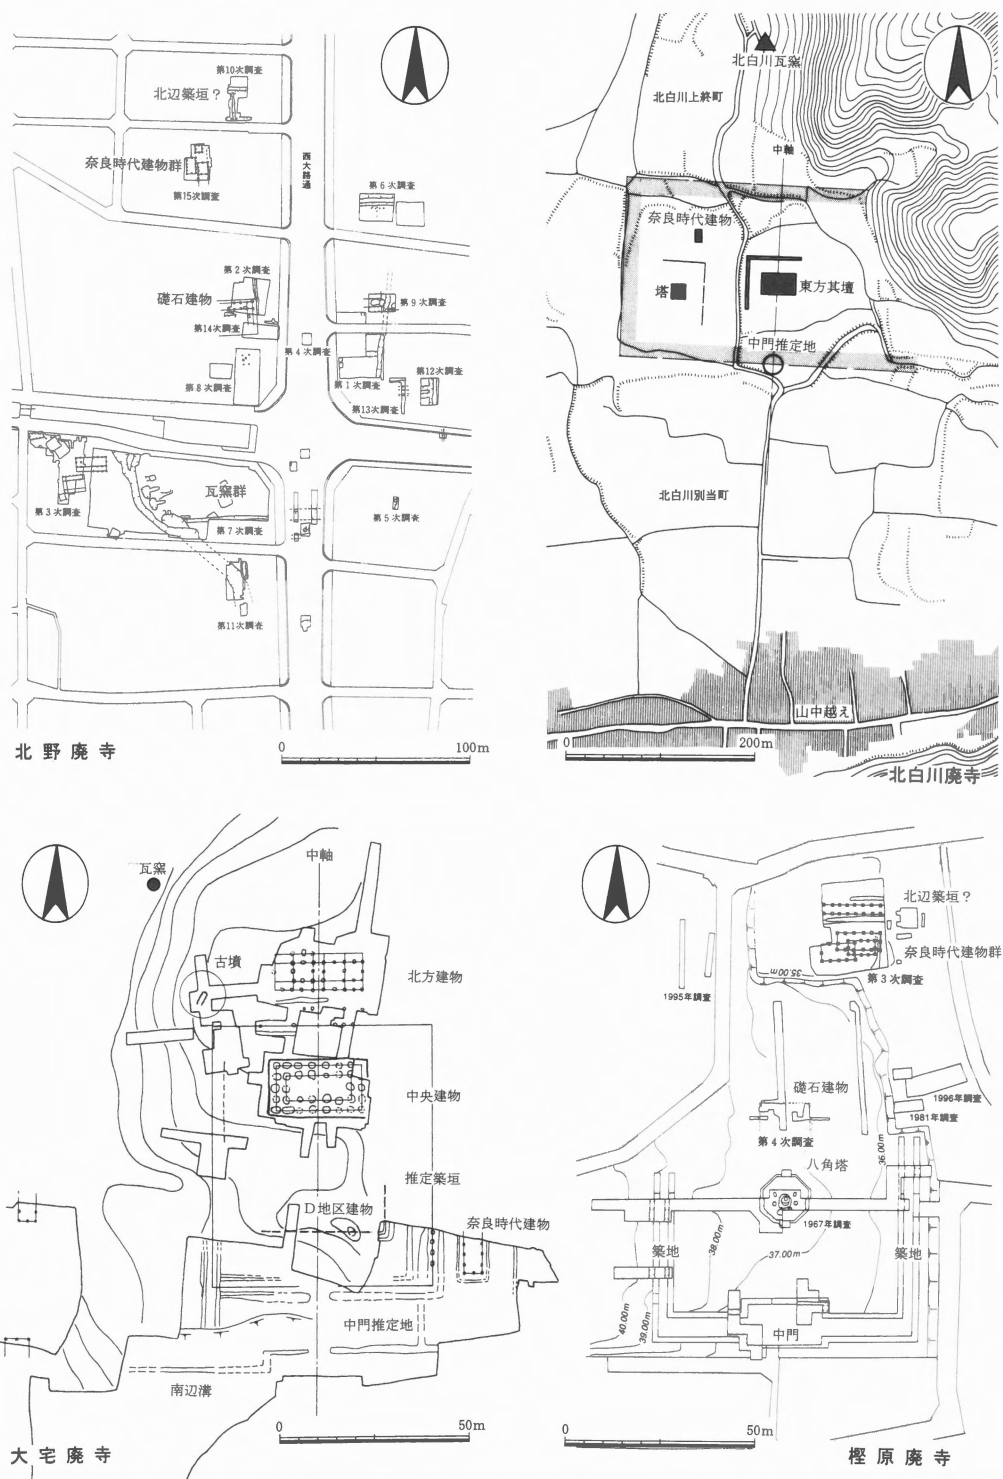 第10次調査
北辺築垣？
奈良時代建物群
第15次調査
西大路通
第6次調査
第2次調査
礎石建物
第9次調査
第14次調査
第4次調査
第8次調査
第1次調査
第12次調査
第13次調査
第3次調査
瓦窯群
第7次調査
第5次調査
第11次調査
北野廃寺
0 100m
北白川瓦窯
北白川上終町
中軸
奈良時代建物
塔
東方基壇
中門推定地
北白川別当町
山中越え
0 200m
北白川廃寺
瓦窯
中軸
古墳
北方建物
中央建物
推定築垣
D地区建物
奈良時代建物
中門推定地
南辺溝
0 50m
大宅廃寺
北辺築垣？
奈良時代建物群
35.00m
第3次調査
1995年調査
礎石建物
1996年調査
1981年調査
第4次調査
36.00m
八角塔
1967年調査
築地
38.00m
37.00m
築地
40.00m
39.00m
中門
0 50m
樫原廃寺